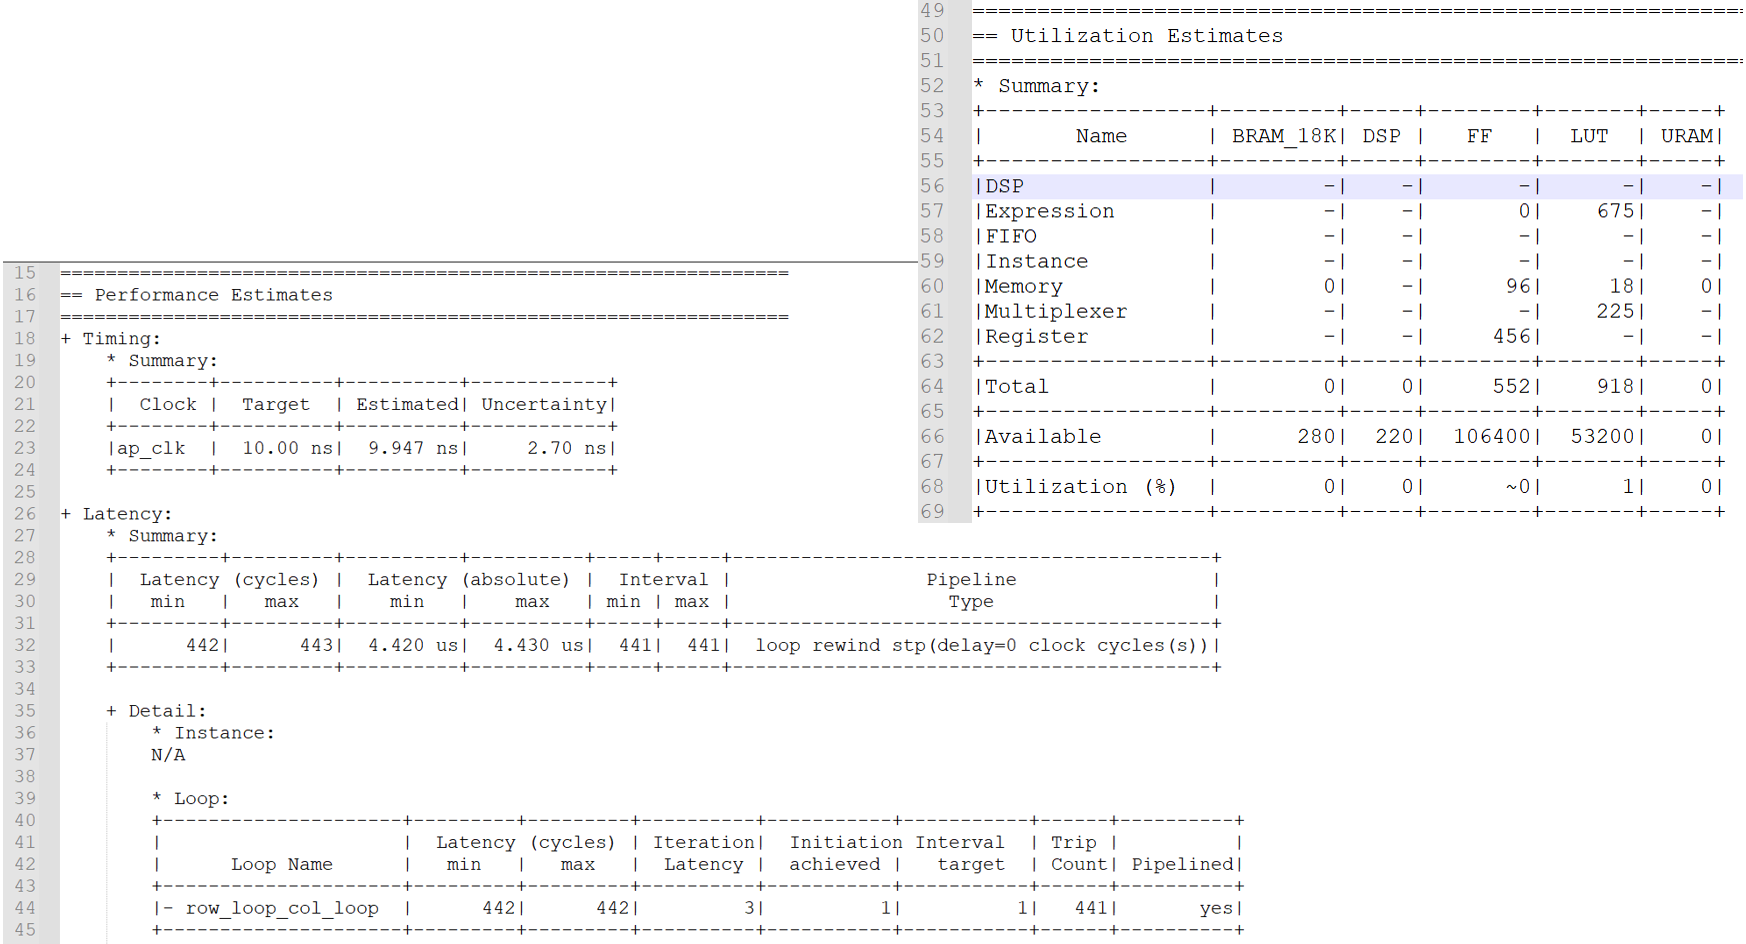 49 ============================================================
50 == Utilization Estimates
51 ============================================================
52 * Summary:
53 +-----------------+---------+-----+--------+-------+-----+
54 |       Name      | BRAM_18K| DSP |   FF   |  LUT  | URAM|
55 +-----------------+---------+-----+--------+-------+-----+
56 |DSP              |        -|    -|       -|      -|    -|
57 |Expression       |        -|    -|       0|    675|    -|
58 |FIFO             |        -|    -|       -|      -|    -|
59 |Instance         |        -|    -|       -|      -|    -|
60 |Memory           |        0|    -|      96|     18|    0|
61 |Multiplexer      |        -|    -|       -|    225|    -|
62 |Register         |        -|    -|     456|      -|    -|
63 +-----------------+---------+-----+--------+-------+-----+
64 |Total            |        0|    0|     552|    918|    0|
65 +-----------------+---------+-----+--------+-------+-----+
66 |Available        |      280|  220|  106400|  53200|    0|
67 +-----------------+---------+-----+--------+-------+-----+
68 |Utilization (%)  |        0|    0|      ~0|      1|    0|
69 +-----------------+---------+-----+--------+-------+-----+
15 ================================================================
16 == Performance Estimates
17 ================================================================
18 + Timing:
19     * Summary:
20     +--------+----------+----------+------------+
21     |  Clock |  Target  | Estimated| Uncertainty|
22     +--------+----------+----------+------------+
23     |ap_clk  |  10.00 ns|  9.947 ns|     2.70 ns|
24     +--------+----------+----------+------------+
25
26 + Latency:
27     * Summary:
28     +---------+---------+----------+----------+-----+-----+------------------------------------------+
29     |  Latency (cycles) |  Latency (absolute) |  Interval |                 Pipeline                 |
30     |   min   |   max   |    min   |    max   | min | max |                   Type                   |
31     +---------+---------+----------+----------+-----+-----+------------------------------------------+
32     |      442|      443|  4.420 us|  4.430 us|  441|  441|  loop rewind stp(delay=0 clock cycles(s))|
33     +---------+---------+----------+----------+-----+-----+------------------------------------------+
34
35     + Detail:
36         * Instance:
37         N/A
38
39         * Loop:
40         +---------------------+---------+---------+----------+-----------+-----------+------+----------+
41         |                     |  Latency (cycles) | Iteration|  Initiation Interval  | Trip |          |
42         |      Loop Name      |   min   |   max   |  Latency |  achieved |   target  | Count| Pipelined|
43         +---------------------+---------+---------+----------+-----------+-----------+------+----------+
44         |- row_loop_col_loop  |      442|      442|         3|          1|          1|   441|       yes|
45         +---------------------+---------+---------+----------+-----------+-----------+------+----------+